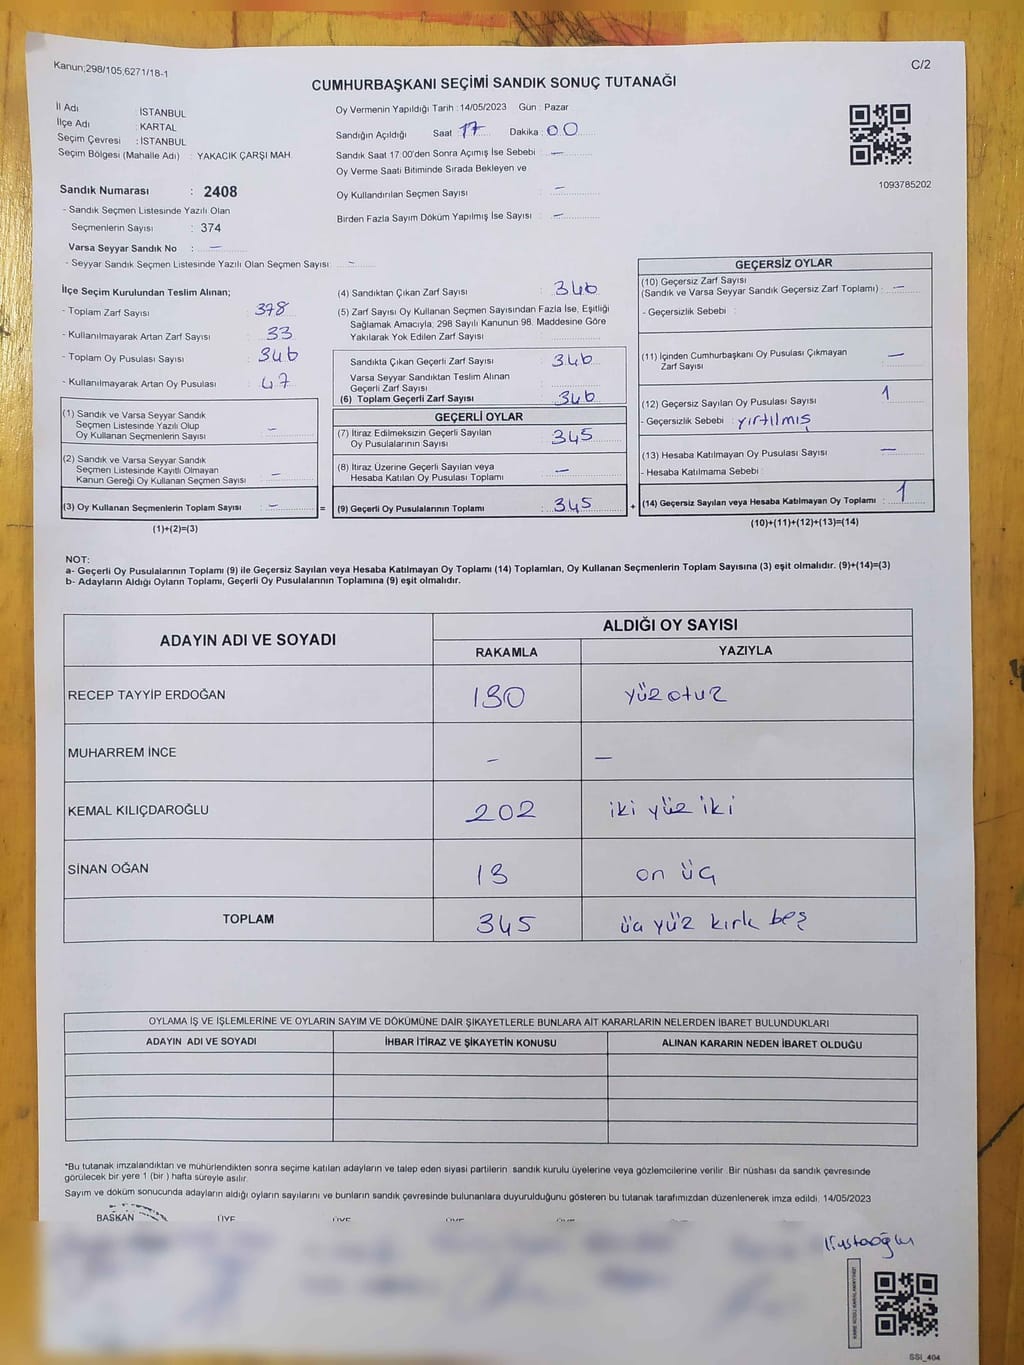 Kanun;298/105,6271/18-1
C/2
CUMHURBAŞKANI SEÇİMİ SANDIK SONUÇ TUTANAĞI
İl Adı : İSTANBUL
İlçe Adı : KARTAL
Seçim Çevresi : İSTANBUL
Seçim Bölgesi (Mahalle Adı) : YAKACIK ÇARŞI MAH
Sandık Numarası : 2408
- Sandık Seçmen Listesinde Yazılı Olan
Seçmenlerin Sayısı : 374
Varsa Seyyar Sandık No : —
- Seyyar Sandık Seçmen Listesinde Yazılı Olan Seçmen Sayısı: —
Oy Vermenin Yapıldığı Tarih : 14/05/2023 Gün : Pazar
Sandığın Açıldığı Saat : 17 Dakika : 00
Sandık Saat 17:00'den Sonra Açımış İse Sebebi : —
Oy Verme Saati Bitiminde Sırada Bekleyen ve
Oy Kullandırılan Seçmen Sayısı : —
Birden Fazla Sayım Döküm Yapılmış İse Sayısı : —
1093785202
İlçe Seçim Kurulundan Teslim Alınan;
- Toplam Zarf Sayısı : 378
- Kullanılmayarak Artan Zarf Sayısı : 33
- Toplam Oy Pusulası Sayısı : 346
- Kullanılmayarak Artan Oy Pusulası : 47
(1) Sandık ve Varsa Seyyar Sandık
Seçmen Listesinde Yazılı Olup
Oy Kullanan Seçmenlerin Sayısı : —
(2) Sandık ve Varsa Seyyar Sandık
Seçmen Listesinde Kayıtlı Olmayan
Kanun Gereği Oy Kullanan Seçmen Sayısı : —
(3) Oy Kullanan Seçmenlerin Toplam Sayısı : — =
(1)+(2)=(3)
(4) Sandıktan Çıkan Zarf Sayısı : 346
(5) Zarf Sayısı Oy Kullanan Seçmen Sayısından Fazla İse, Eşitliği
Sağlamak Amacıyla; 298 Sayılı Kanunun 98. Maddesine Göre
Yakılarak Yok Edilen Zarf Sayısı :
Sandıkta Çıkan Geçerli Zarf Sayısı : 346
Varsa Seyyar Sandıktan Teslim Alınan
Geçerli Zarf Sayısı :
(6) Toplam Geçerli Zarf Sayısı : 346
GEÇERLİ OYLAR
(7) İtiraz Edilmeksizin Geçerli Sayılan
Oy Pusulalarının Sayısı : 345
(8) İtiraz Üzerine Geçerli Sayılan veya
Hesaba Katılan Oy Pusulaları Toplamı : —
(9) Geçerli Oy Pusulalarının Toplamı : 345 +
GEÇERSİZ OYLAR
(10) Geçersiz Zarf Sayısı
(Sandık ve Varsa Seyyar Sandık Geçersiz Zarf Toplamı) : —
- Geçersizlik Sebebi :
(11) İçinden Cumhurbaşkanı Oy Pusulası Çıkmayan
Zarf Sayısı : —
(12) Geçersiz Sayılan Oy Pusulası Sayısı : 1
- Geçersizlik Sebebi : yırtılmış
(13) Hesaba Katılmayan Oy Pusulası Sayısı : —
- Hesaba Katılmama Sebebi :
(14) Geçersiz Sayılan veya Hesaba Katılmayan Oy Toplamı : 1
(10)+(11)+(12)+(13)=(14)
NOT:
a- Geçerli Oy Pusulalarının Toplamı (9) ile Geçersiz Sayılan veya Hesaba Katılmayan Oy Toplamı (14) Toplamları, Oy Kullanan Seçmenlerin Toplam Sayısına (3) eşit olmalıdır. (9)+(14)=(3)
b- Adayların Aldığı Oyların Toplamı, Geçerli Oy Pusulalarının Toplamına (9) eşit olmalıdır.
ADAYIN ADI VE SOYADI ALDIĞI OY SAYISI
RAKAMLA YAZIYLA
RECEP TAYYİP ERDOĞAN 130 yüz otuz
MUHARREM İNCE — —
KEMAL KILIÇDAROĞLU 202 iki yüz iki
SİNAN OĞAN 13 on üç
TOPLAM 345 üç yüz kırk beş
OYLAMA İŞ VE İŞLEMLERİNE VE OYLARIN SAYIM VE DÖKÜMÜNE DAİR ŞİKAYETLERLE BUNLARA AİT KARARLARIN NELERDEN İBARET BULUNDUKLARI
ADAYIN ADI VE SOYADI İHBAR İTİRAZ VE ŞİKAYETİN KONUSU ALINAN KARARIN NEDEN İBARET OLDUĞU
*Bu tutanak imzalandıktan ve mühürlendikten sonra seçime katılan adayların ve talep eden siyasi partilerin sandık kurulu üyelerine veya gözlemcilerine verilir. Bir nüshası da sandık çevresinde
görülecek bir yere 1 (bir) hafta süreyle asılır.
Sayım ve döküm sonucunda adayların aldığı oyların sayılarını ve bunların sandık çevresinde bulunanlara duyurulduğunu gösteren bu tutanak tarafımızdan düzenlenerek imza edildi. 14/05/2023
BAŞKAN ÜYE ÜYE ÜYE ÜYE
SSİ_404